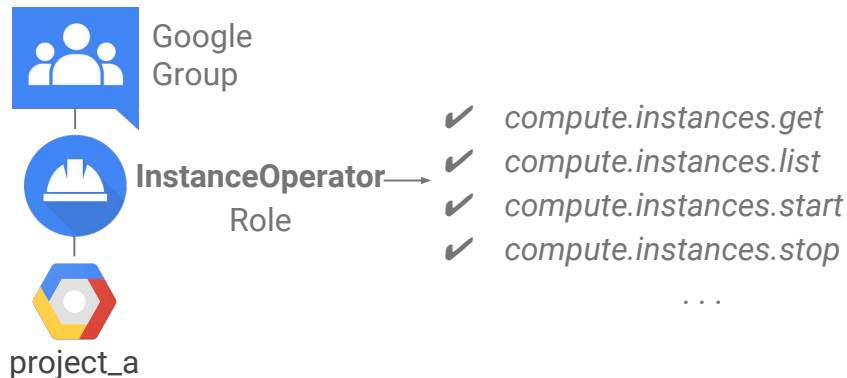 Google
Group
InstanceOperator
Role
✔ compute.instances.get
✔ compute.instances.list
✔ compute.instances.start
✔ compute.instances.stop
. . .
project_a